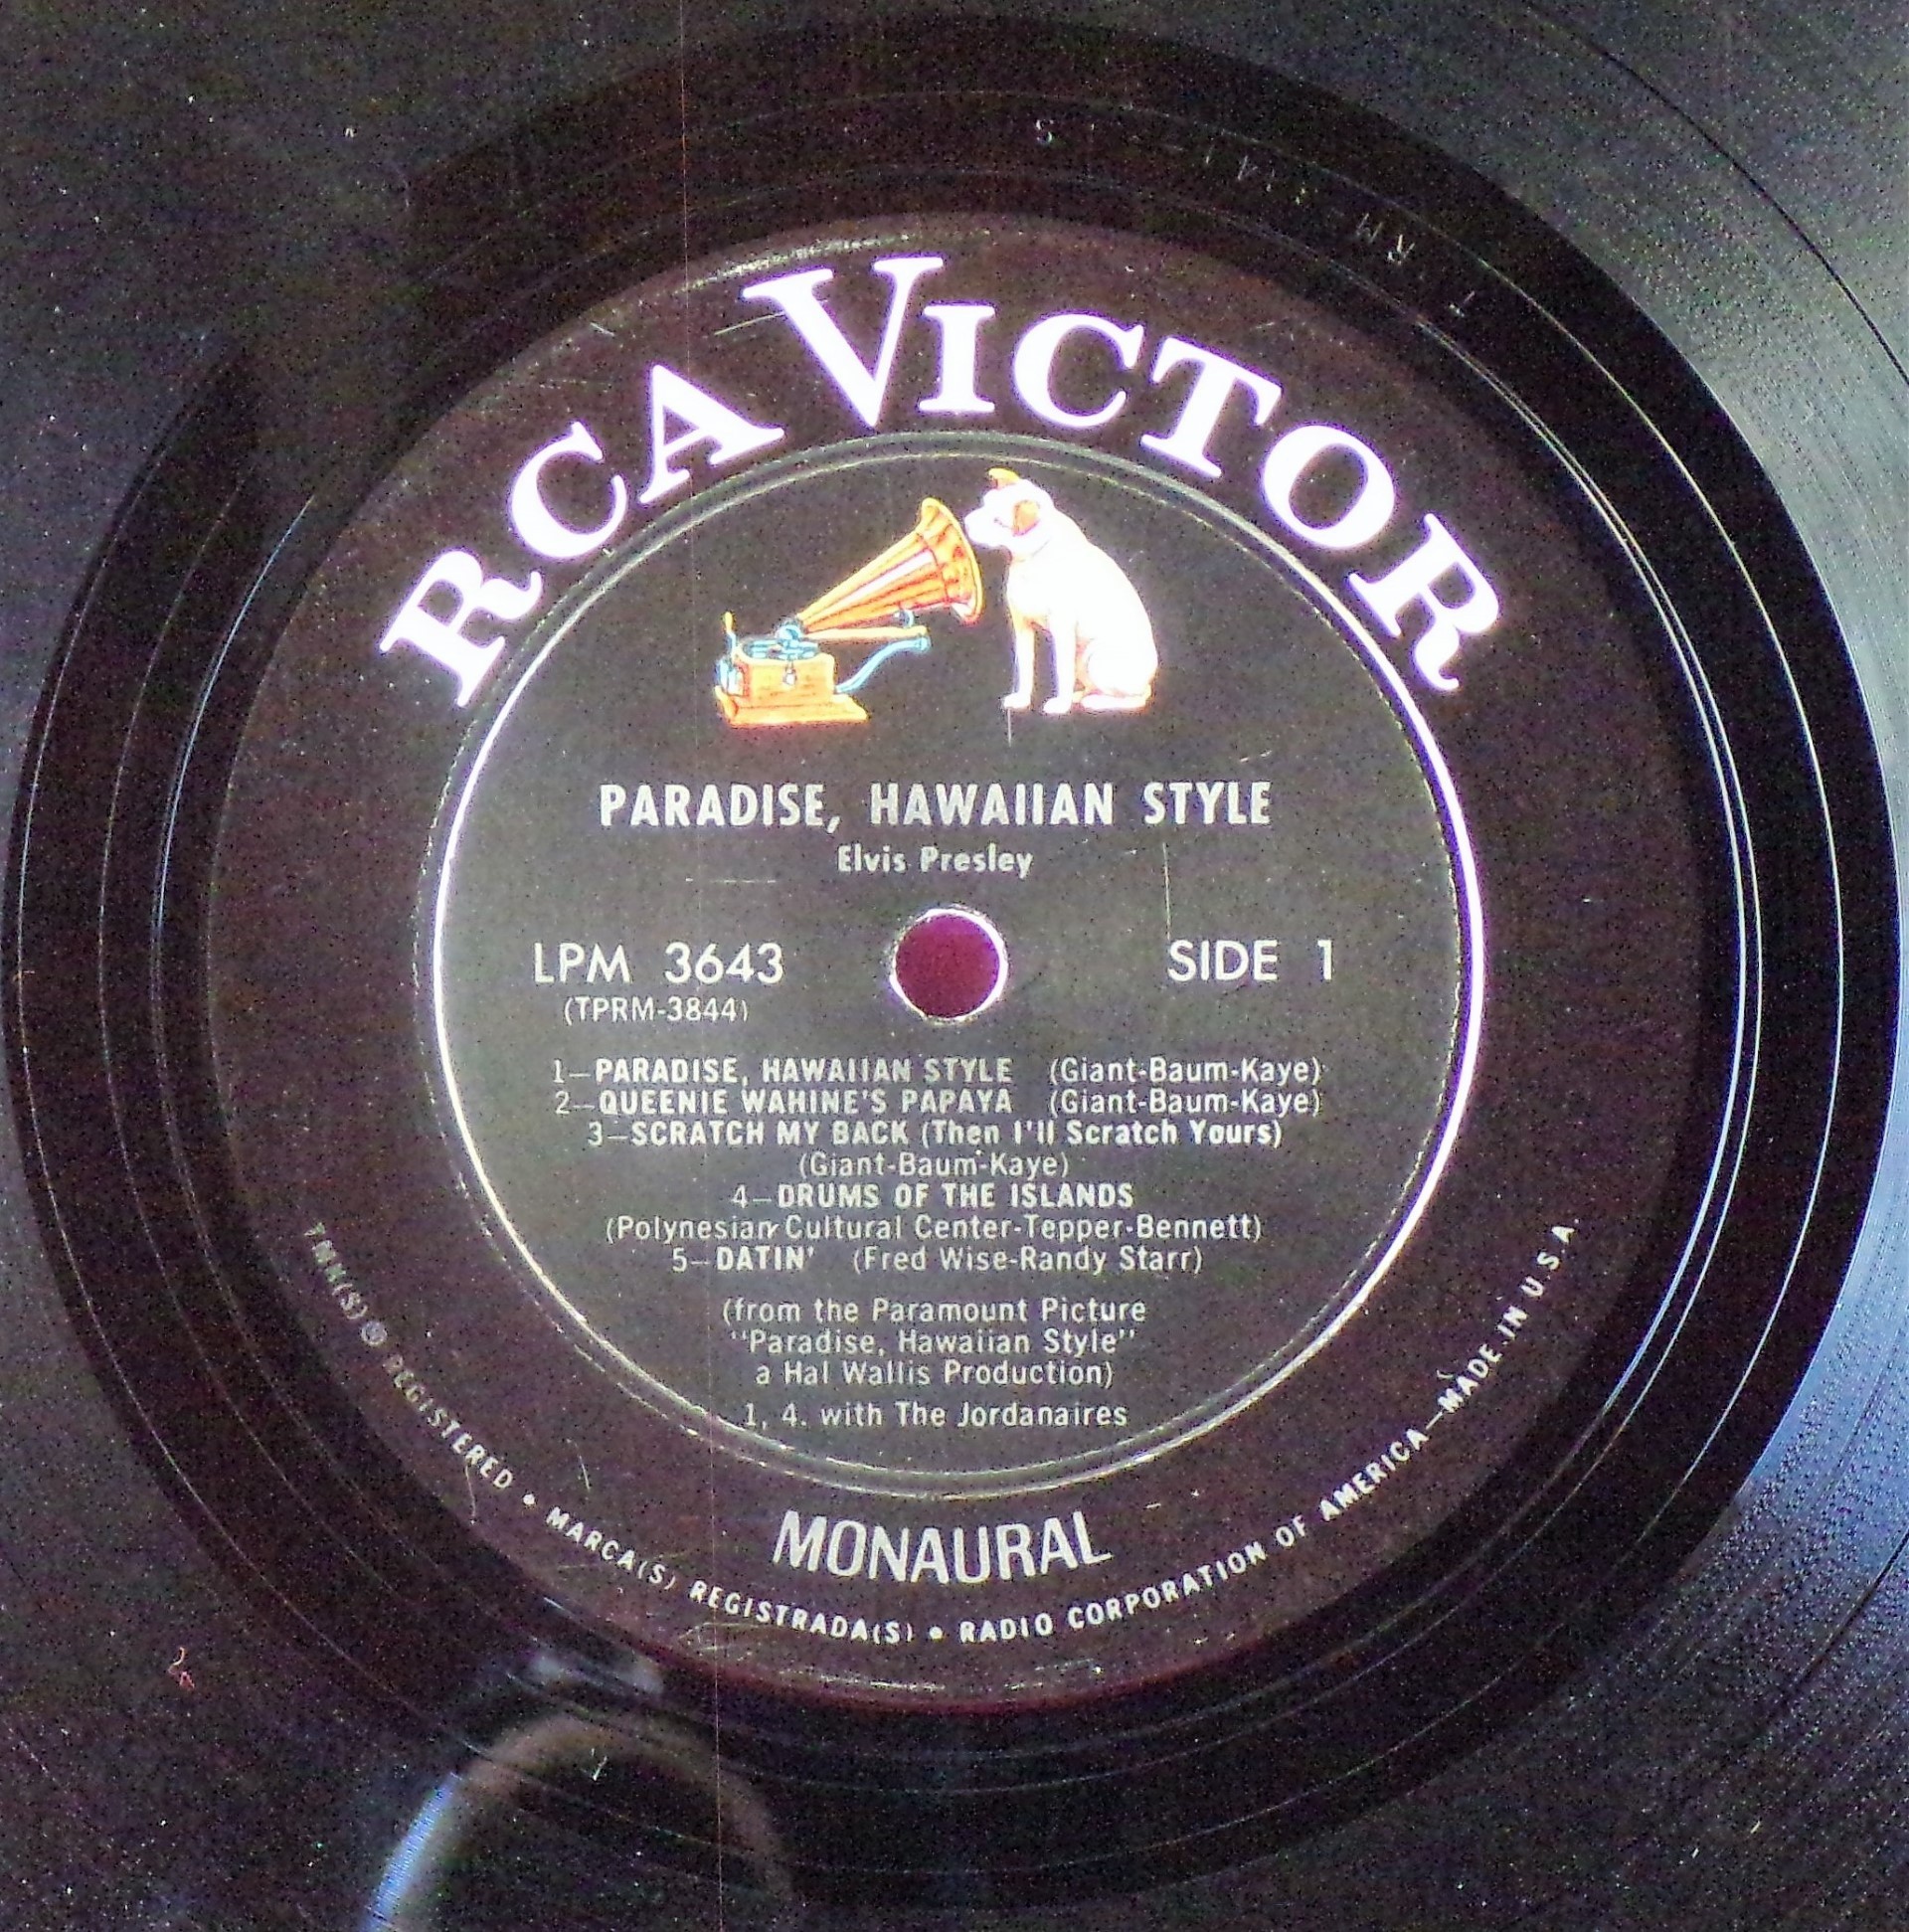 RCA VICTOR
PARADISE, HAWAIIAN STYLE
Elvis Presley
LPM 3643
SIDE 1
(TPRM-3844)
1—PARADISE, HAWAIIAN STYLE (Giant-Baum-Kaye)
2—QUEENIE WAHINE'S PAPAYA (Giant-Baum-Kaye)
3—SCRATCH MY BACK (Then I'll Scratch Yours)
(Giant-Baum-Kaye)
4—DRUMS OF THE ISLANDS
(Polynesian Cultural Center-Tepper-Bennett)
5—DATIN' (Fred Wise-Randy Starr)
(from the Paramount Picture
"Paradise, Hawaiian Style"
a Hal Wallis Production)
1, 4. with The Jordanaires
MONAURAL
TMK(S) ® REGISTERED • MARCA(S) REGISTRADA(S) • RADIO CORPORATION OF AMERICA—MADE IN U.S.A.